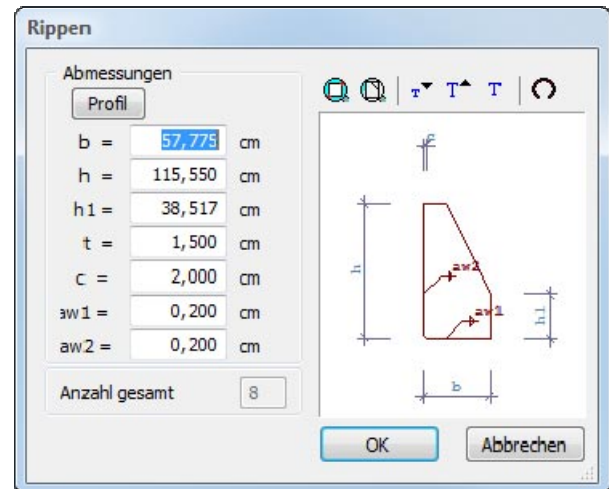 Rippen
Abmessungen
Profil
b = 57,775 cm
h = 115,550 cm
h1 = 38,517 cm
t = 1,500 cm
c = 2,000 cm
aw1 = 0,200 cm
aw2 = 0,200 cm
Anzahl gesamt 8
T T T
c
h
aw2
aw1
h1
b
OK Abbrechen